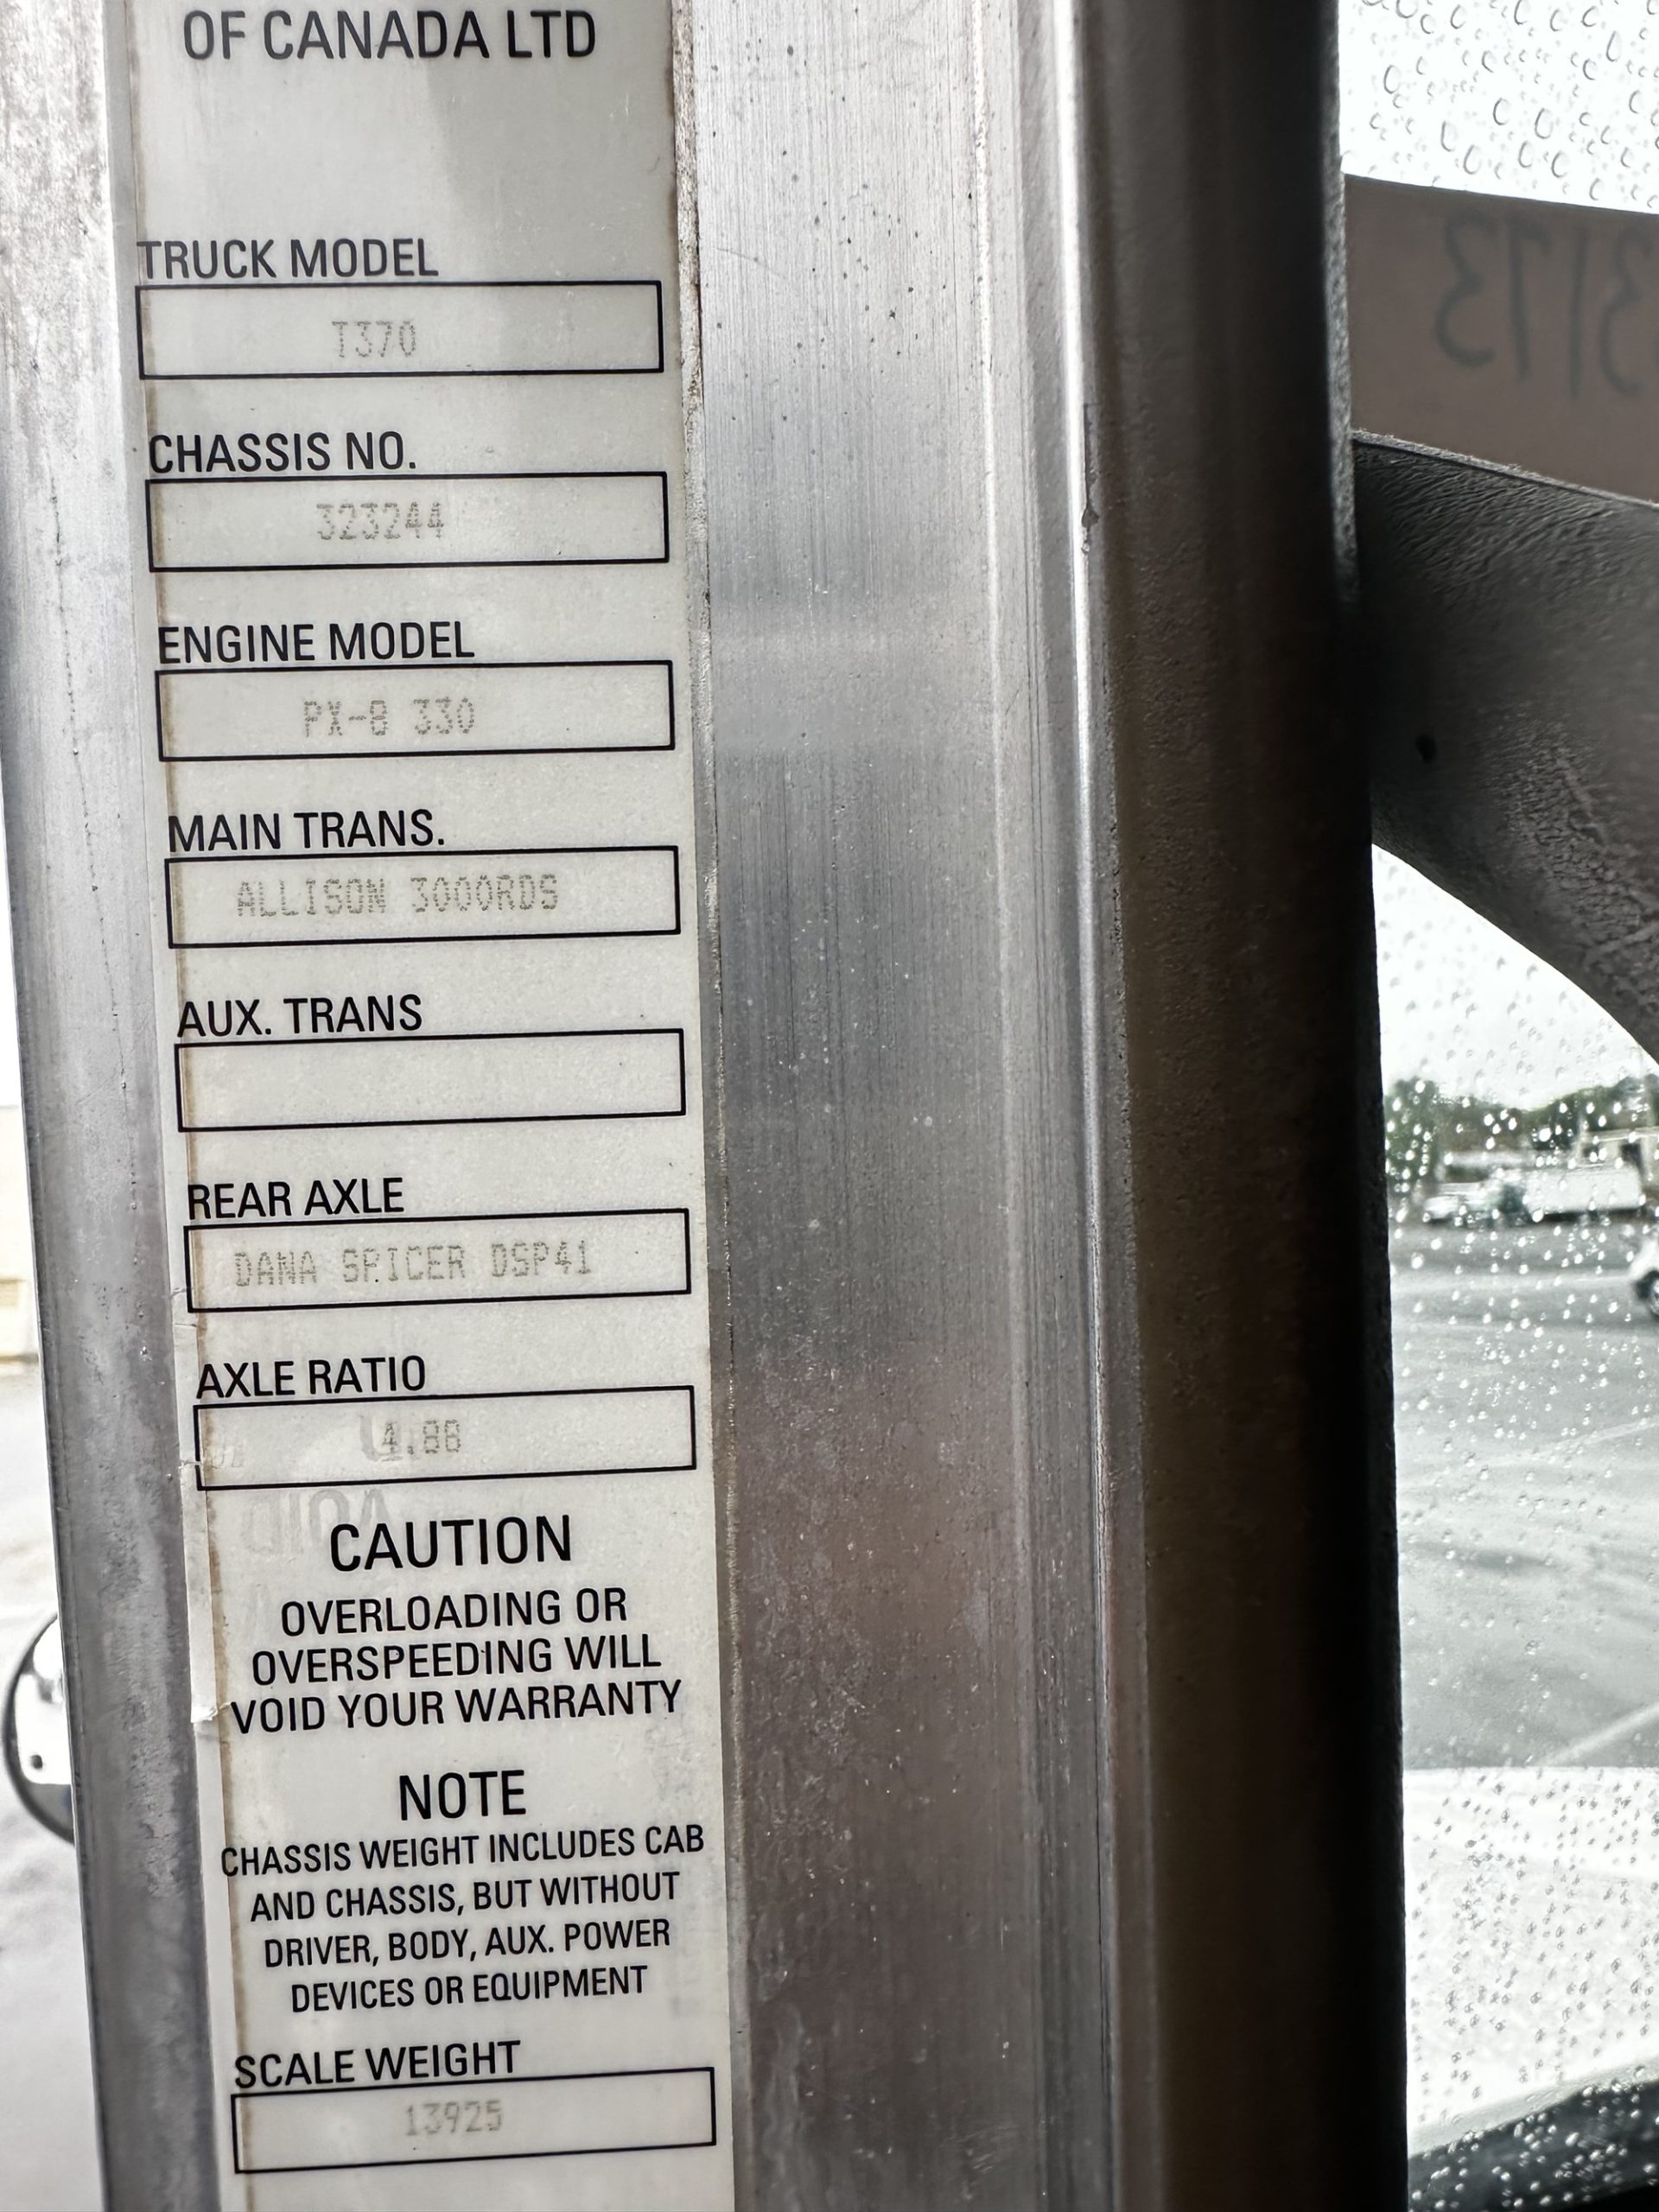 OF CANADA LTD
TRUCK MODEL
T370
CHASSIS NO.
323244
ENGINE MODEL
PX-8 330
MAIN TRANS.
ALLISON 3000RDS
AUX. TRANS
REAR AXLE
DANA SPICER DSP41
AXLE RATIO
4.88
CAUTION
OVERLOADING OR
OVERSPEEDING WILL
VOID YOUR WARRANTY
NOTE
CHASSIS WEIGHT INCLUDES CAB
AND CHASSIS, BUT WITHOUT
DRIVER, BODY, AUX. POWER
DEVICES OR EQUIPMENT
SCALE WEIGHT
13925